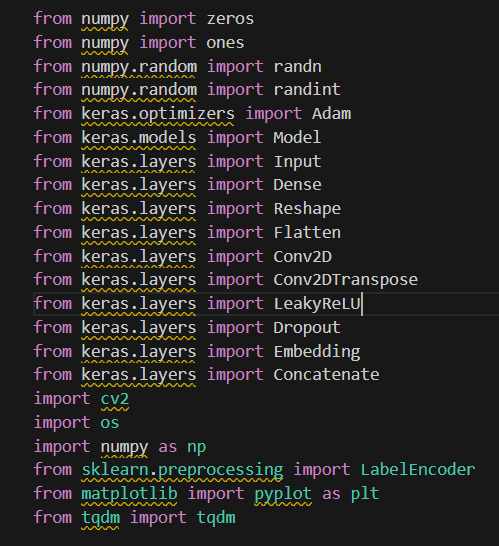 from numpy import zeros
from numpy import ones
from numpy.random import randn
from numpy.random import randint
from keras.optimizers import Adam
from keras.models import Model
from keras.layers import Input
from keras.layers import Dense
from keras.layers import Reshape
from keras.layers import Flatten
from keras.layers import Conv2D
from keras.layers import Conv2DTranspose
from keras.layers import LeakyReLU
from keras.layers import Dropout
from keras.layers import Embedding
from keras.layers import Concatenate
import cv2
import os
import numpy as np
from sklearn.preprocessing import LabelEncoder
from matplotlib import pyplot as plt
from tqdm import tqdm